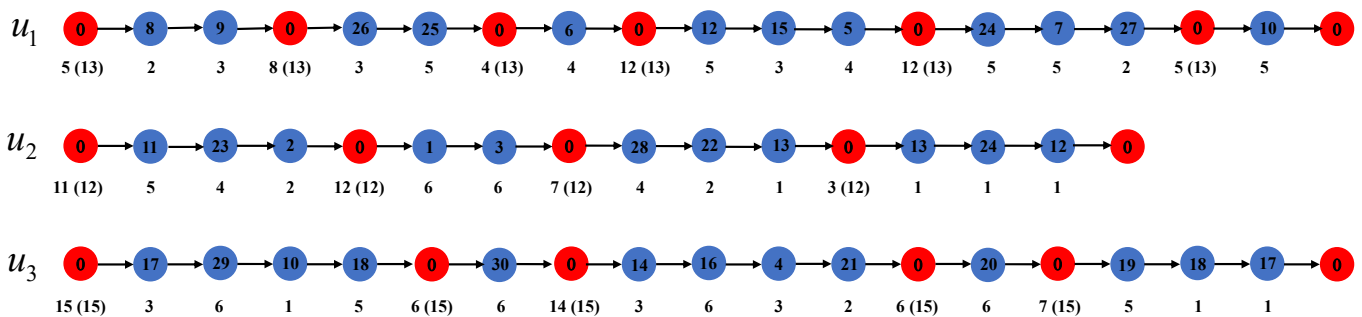 u1 0 8 9 0 26 25 0 6 0 12 15 5 0 24 7 27 0 10 0
5 (13) 2 3 8 (13) 3 5 4 (13) 4 12 (13) 5 3 4 12 (13) 5 5 2 5 (13) 5
u2 0 11 23 2 0 1 3 0 28 22 13 0 13 24 12 0
11 (12) 5 4 2 12 (12) 6 6 7 (12) 4 2 1 3 (12) 1 1 1
u3 0 17 29 10 18 0 30 0 14 16 4 21 0 20 0 19 18 17 0
15 (15) 3 6 1 5 6 (15) 6 14 (15) 3 6 3 2 6 (15) 6 7 (15) 5 1 1